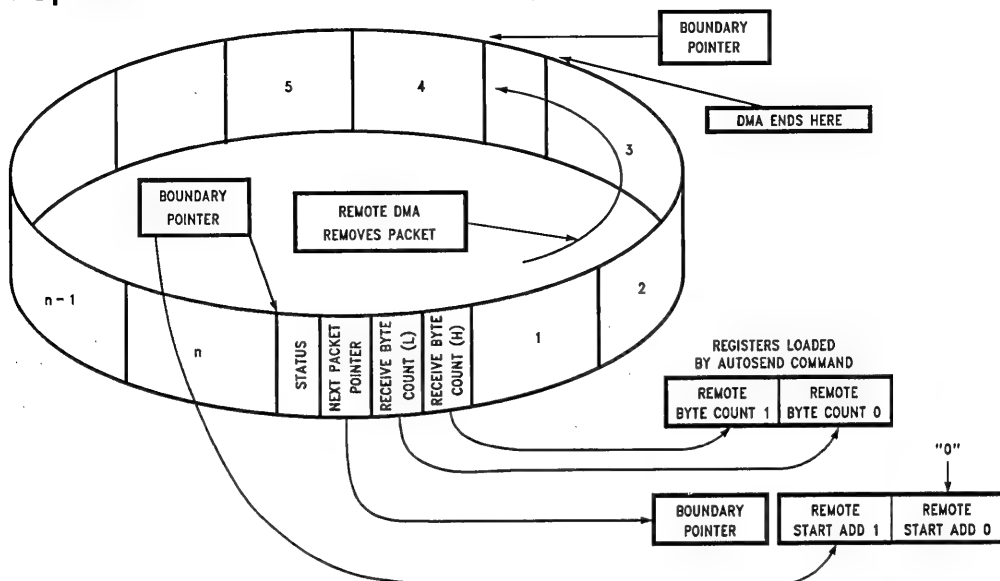 BOUNDARY
POINTER
5
4
DMA ENDS HERE
3
BOUNDARY
POINTER
REMOTE DMA
REMOVES PACKET
2
n-1
n
STATUS
NEXT PACKET
POINTER
RECEIVE BYTE
COUNT (L)
RECEIVE BYTE
COUNT (H)
1
REGISTERS LOADED
BY AUTOSEND COMMAND
REMOTE
BYTE COUNT 1
REMOTE
BYTE COUNT 0
"0"
BOUNDARY
POINTER
REMOTE
START ADD 1
REMOTE
START ADD 0